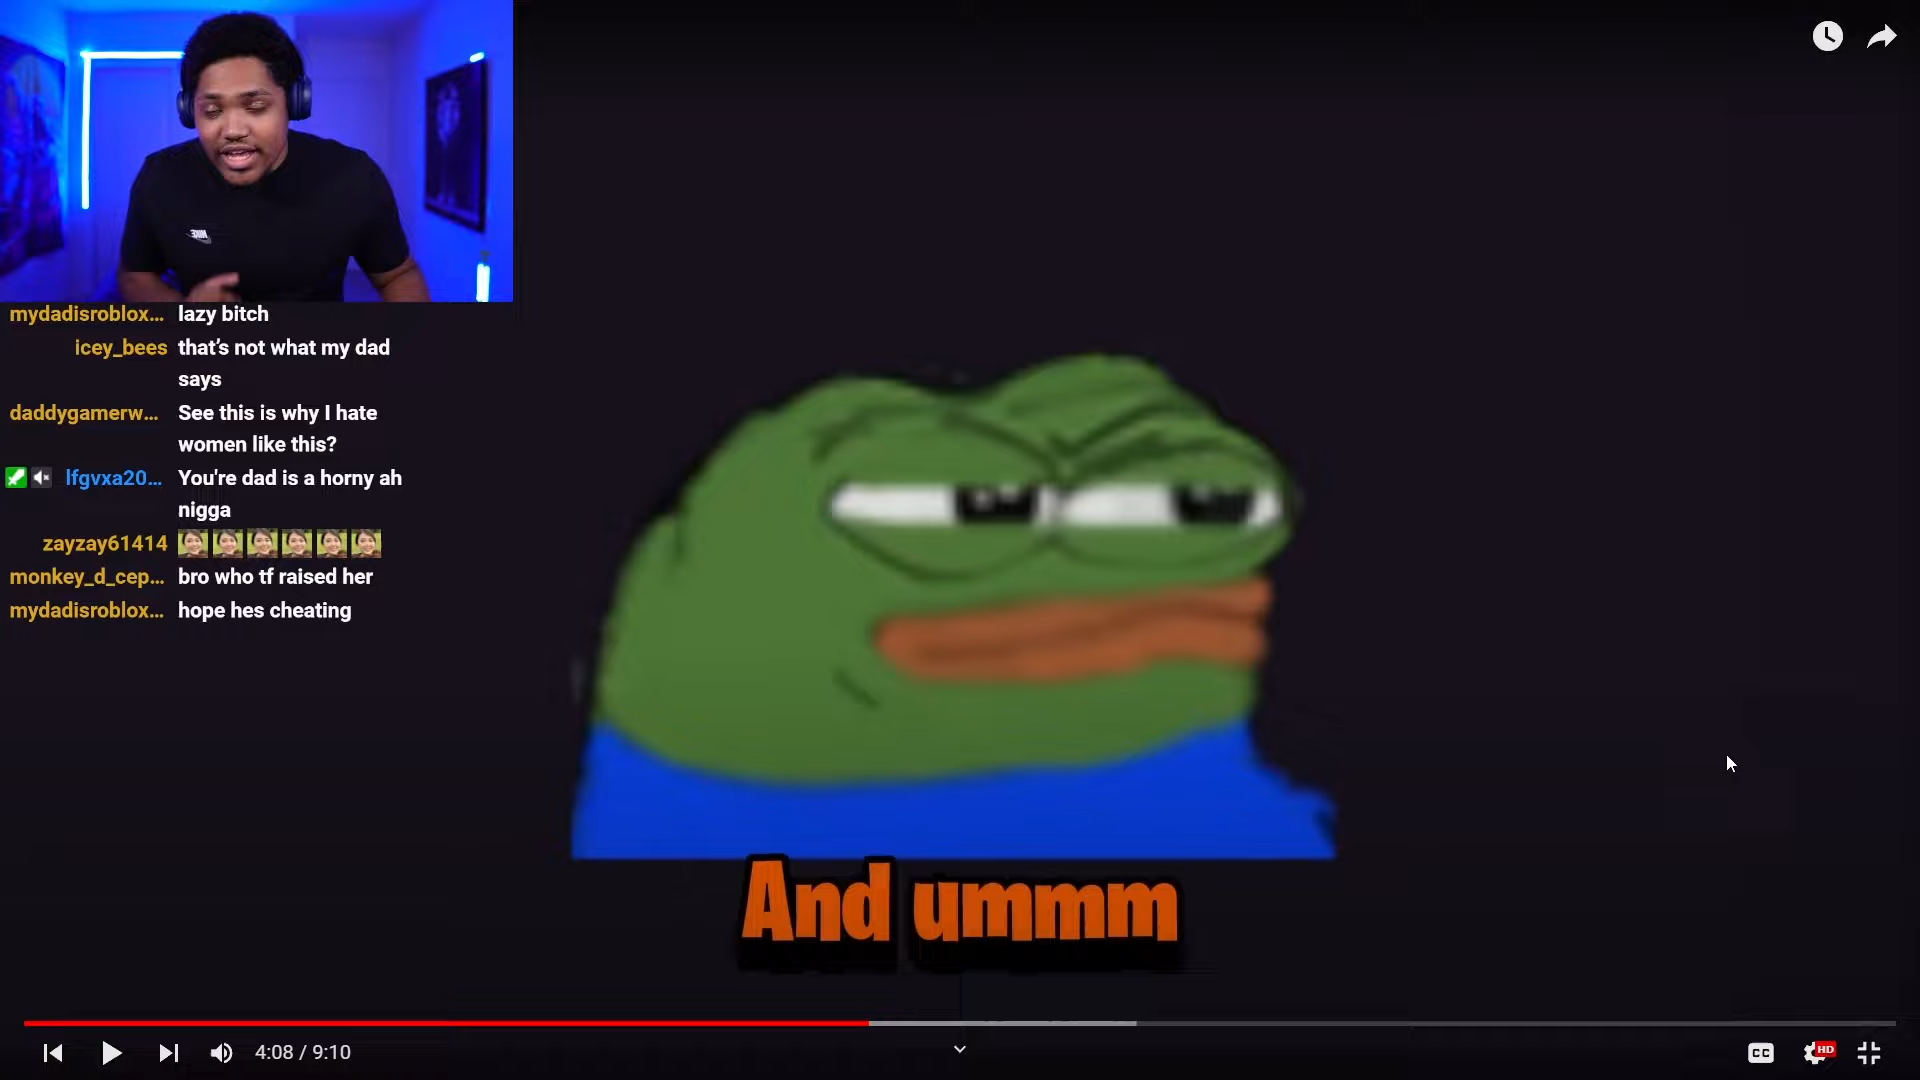 mydadisroblox... lazy bitch
icey_bees that's not what my dad
says
daddygamerw... See this is why I hate
women like this?
lfgvxa20... You're dad is a horny ah
nigga
zayzay61414
monkey_d_cep... bro who tf raised her
mydadisroblox... hope hes cheating
And ummm
4:08 / 9:10
CC
HD